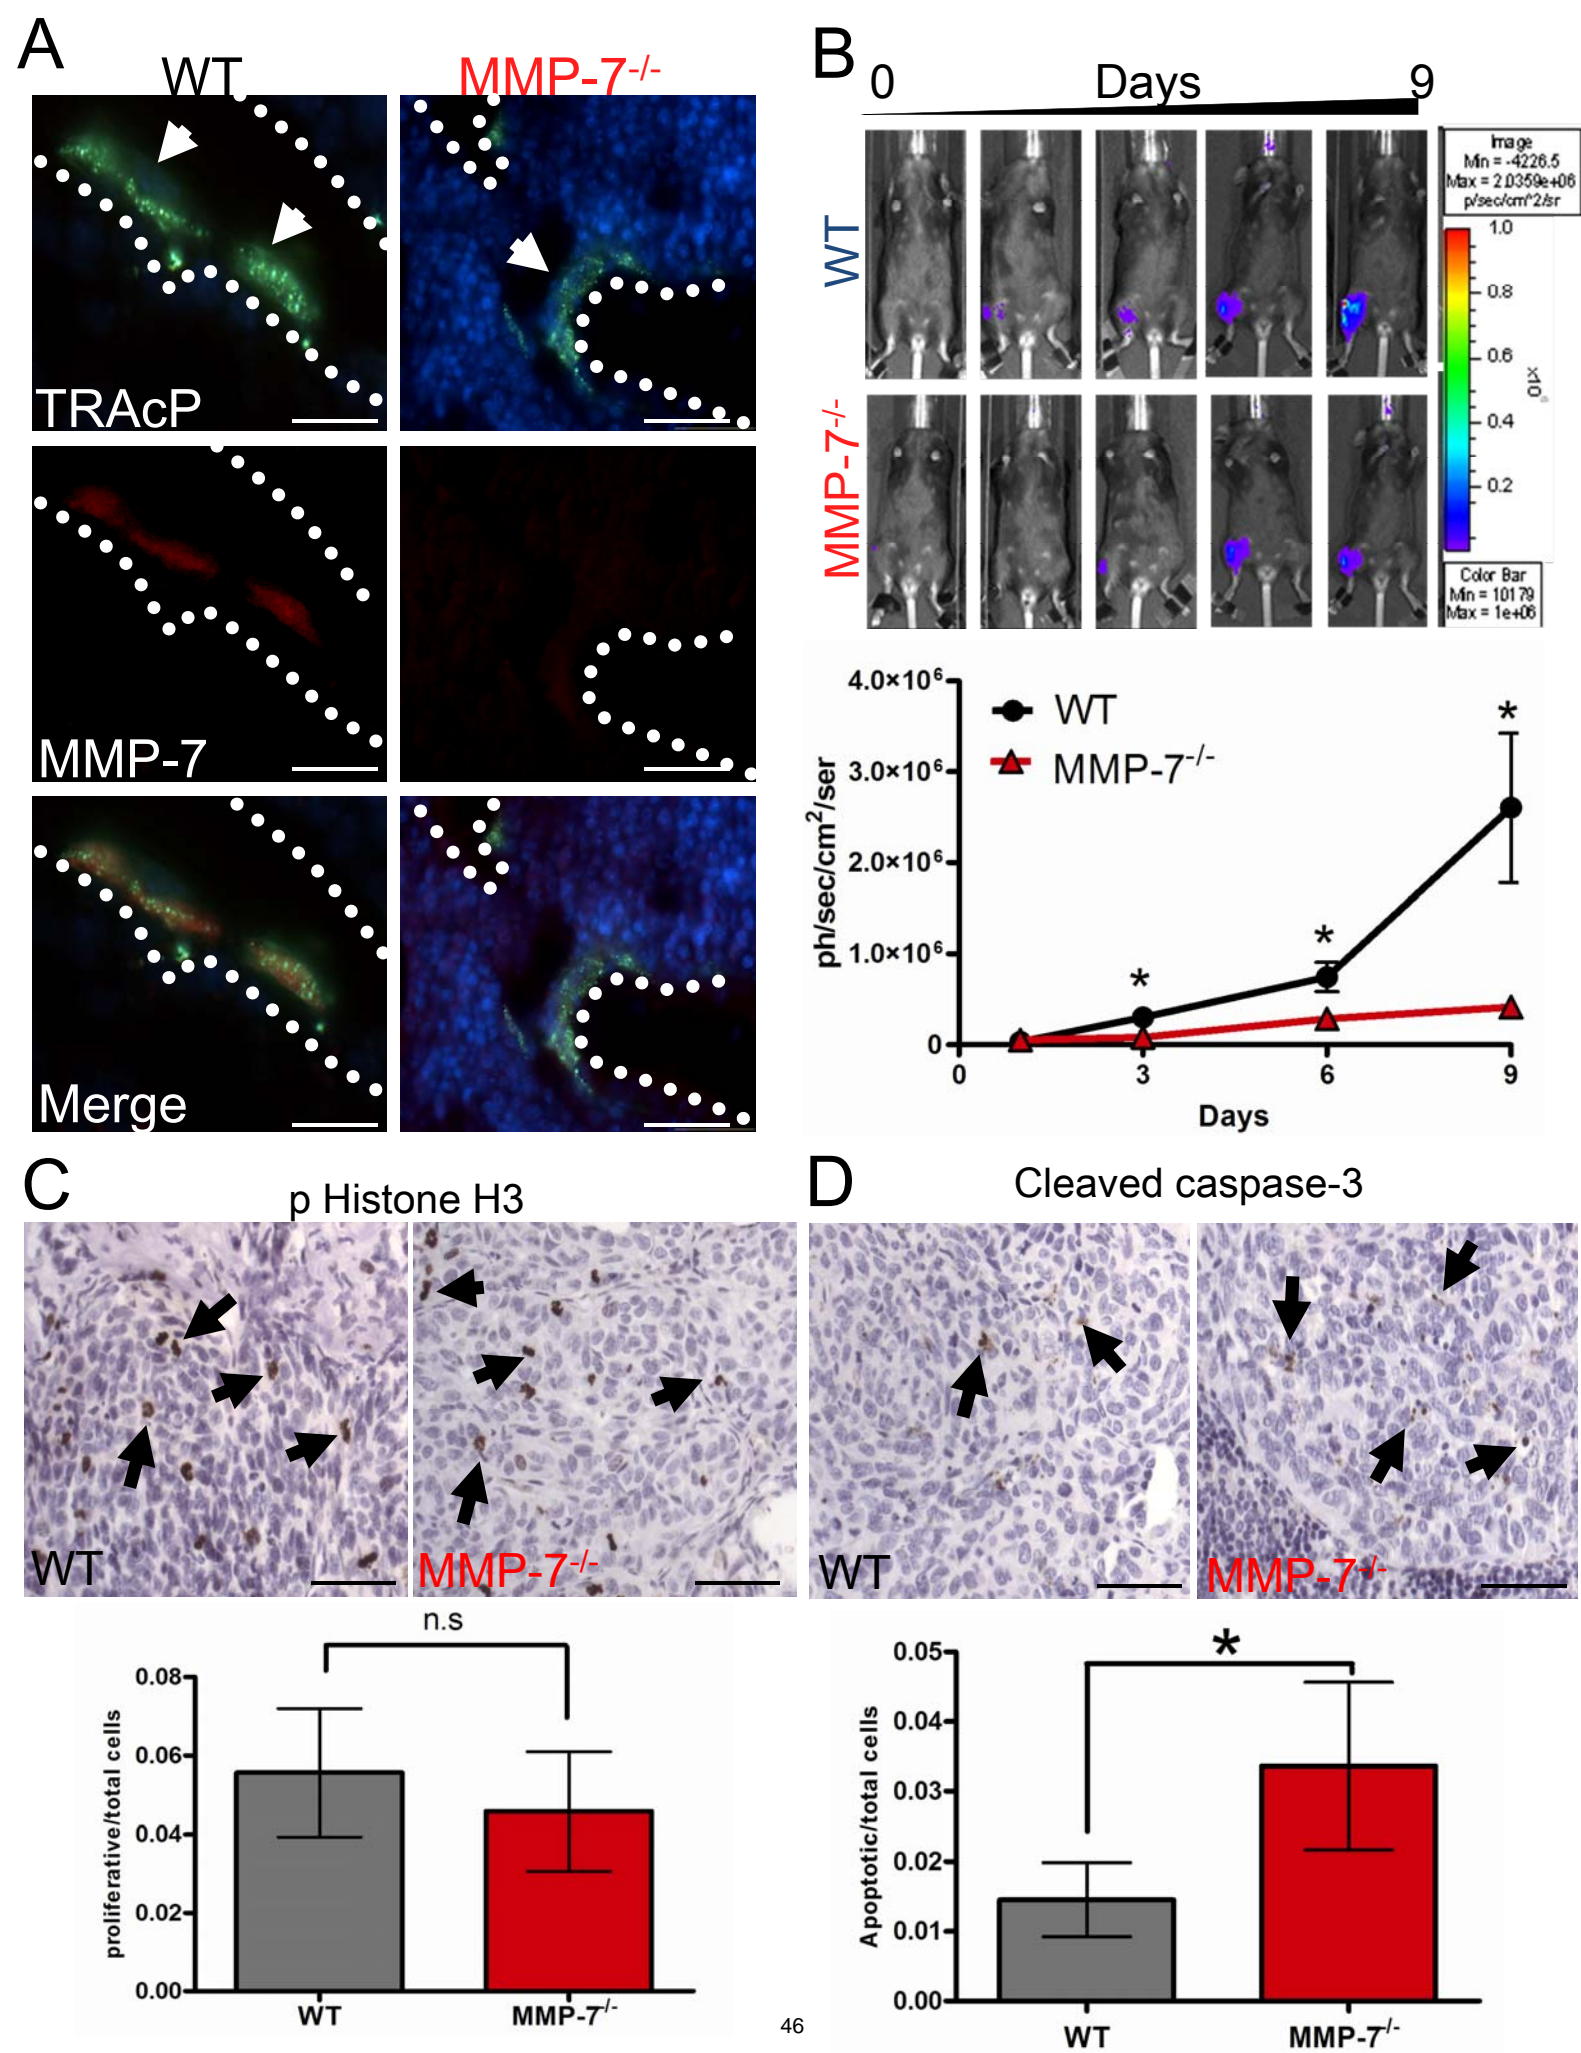 A
WT
MMP-7-/-
TRAcP
MMP-7
Merge
B
0 Days 9
WT
MMP-7-/-
Image
Min = -4226.5
Max = 2.0359e+06
p/sec/cm^2/sr
1.0
0.8
0.6
0.4
0.2
Color Bar
Min = 10179
Max = 1e+06
WT
MMP-7-/-
ph/sec/cm²/ser
4.0×10⁶
3.0×10⁶
2.0×10⁶
1.0×10⁶
0
* * *
0 3 6 9
Days
C
p Histone H3
WT
MMP-7-/-
n.s
proliferative/total cells
0.08
0.06
0.04
0.02
0.00
WT MMP-7-/-
D
Cleaved caspase-3
WT
MMP-7-/-
*
Apoptotic/total cells
0.05
0.04
0.03
0.02
0.01
0.00
WT MMP-7-/-
46